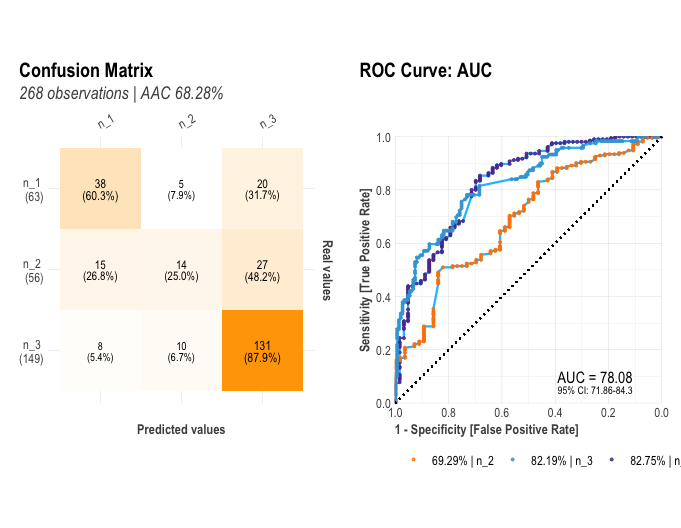 Confusion Matrix
268 observations | AAC 68.28%
n_1 n_2 n_3
n_1 (63) 38 (60.3%) 5 (7.9%) 20 (31.7%)
n_2 (56) 15 (26.8%) 14 (25.0%) 27 (48.2%)
n_3 (149) 8 (5.4%) 10 (6.7%) 131 (87.9%)
Real values
Predicted values
ROC Curve: AUC
Sensitivity [True Positive Rate]
1.0
0.8
0.6
0.4
0.2
0.0
AUC = 78.08
95% CI: 71.86-84.3
1.0 0.8 0.6 0.4 0.2 0.0
1 - Specificity [False Positive Rate]
69.29% | n_2 82.19% | n_3 82.75% | n_